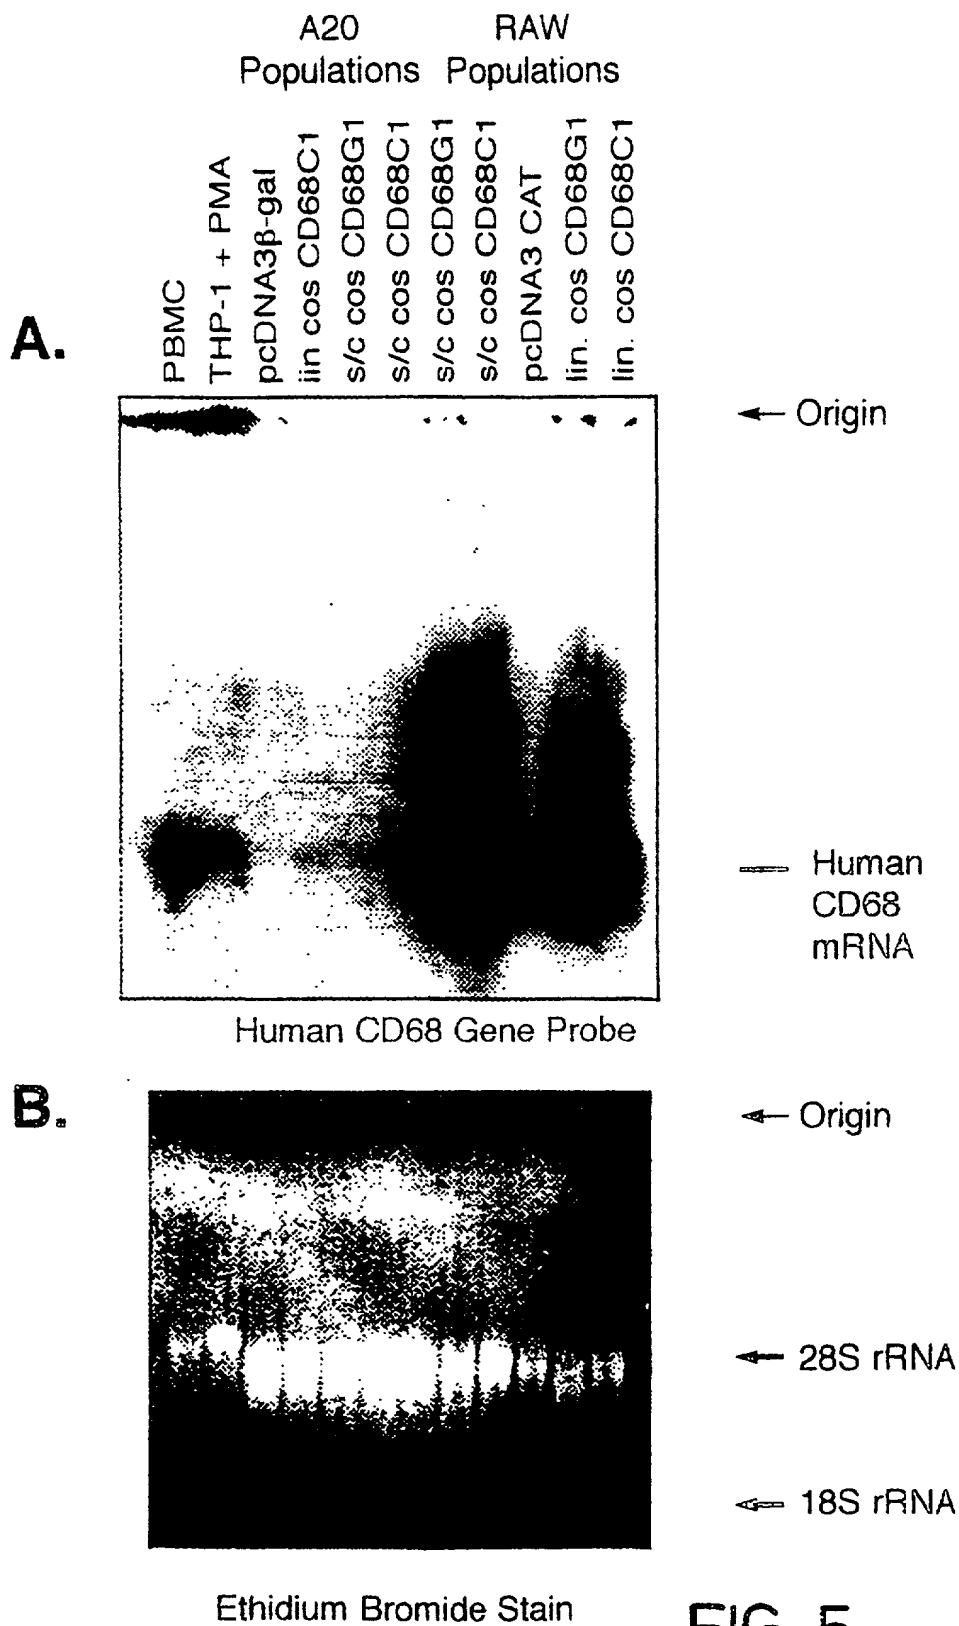 A20 RAW
Populations Populations
PBMC
THP-1 + PMA
pcDNA3β-gal
lin cos CD68C1
s/c cos CD68G1
s/c cos CD68C1
s/c cos CD68G1
s/c cos CD68C1
pcDNA3 CAT
lin. cos CD68G1
lin. cos CD68C1
A.
Origin
Human
CD68
mRNA
Human CD68 Gene Probe
B.
Origin
28S rRNA
18S rRNA
Ethidium Bromide Stain
FIG. 5